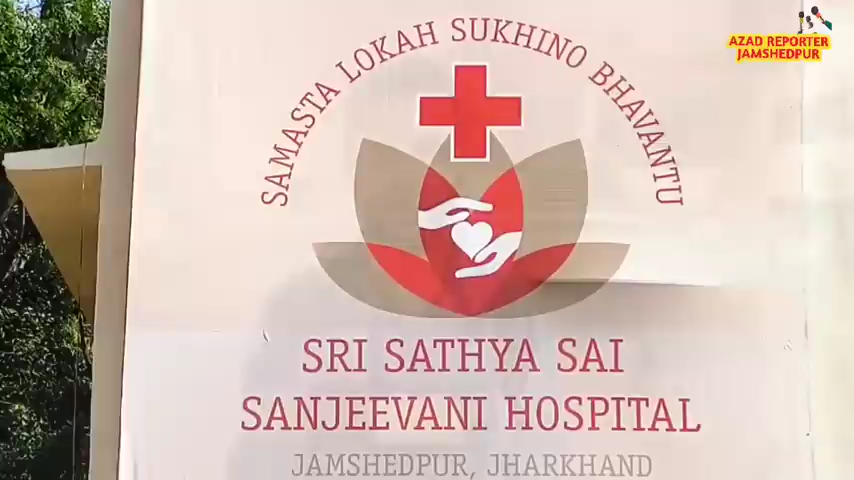 AZAD REPORTER
JAMSHEDPUR
SAMASTA LOKAH SUKHINO BHAVANTU
SRI SATHYA SAI
SANJEEVANI HOSPITAL
JAMSHEDPUR, JHARKHAND